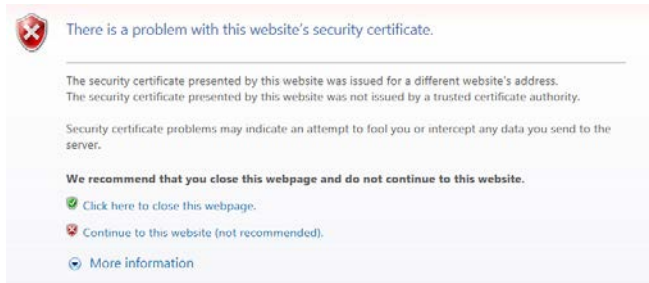 There is a problem with this website's security certificate.
The security certificate presented by this website was issued for a different website's address.
The security certificate presented by this website was not issued by a trusted certificate authority.
Security certificate problems may indicate an attempt to fool you or intercept any data you send to the
server.
We recommend that you close this webpage and do not continue to this website.
Click here to close this webpage.
Continue to this website (not recommended).
More information